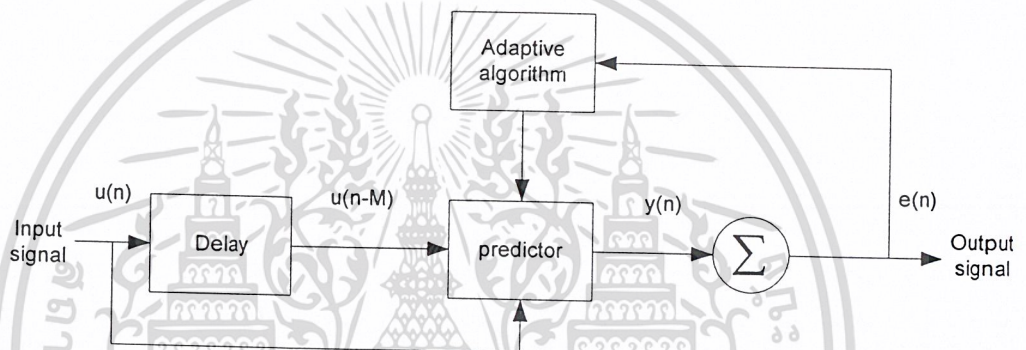 Adaptive
algorithm
u(n)
u(n-M)
y(n)
e(n)
Input
signal
Delay
predictor
Σ
Output
signal